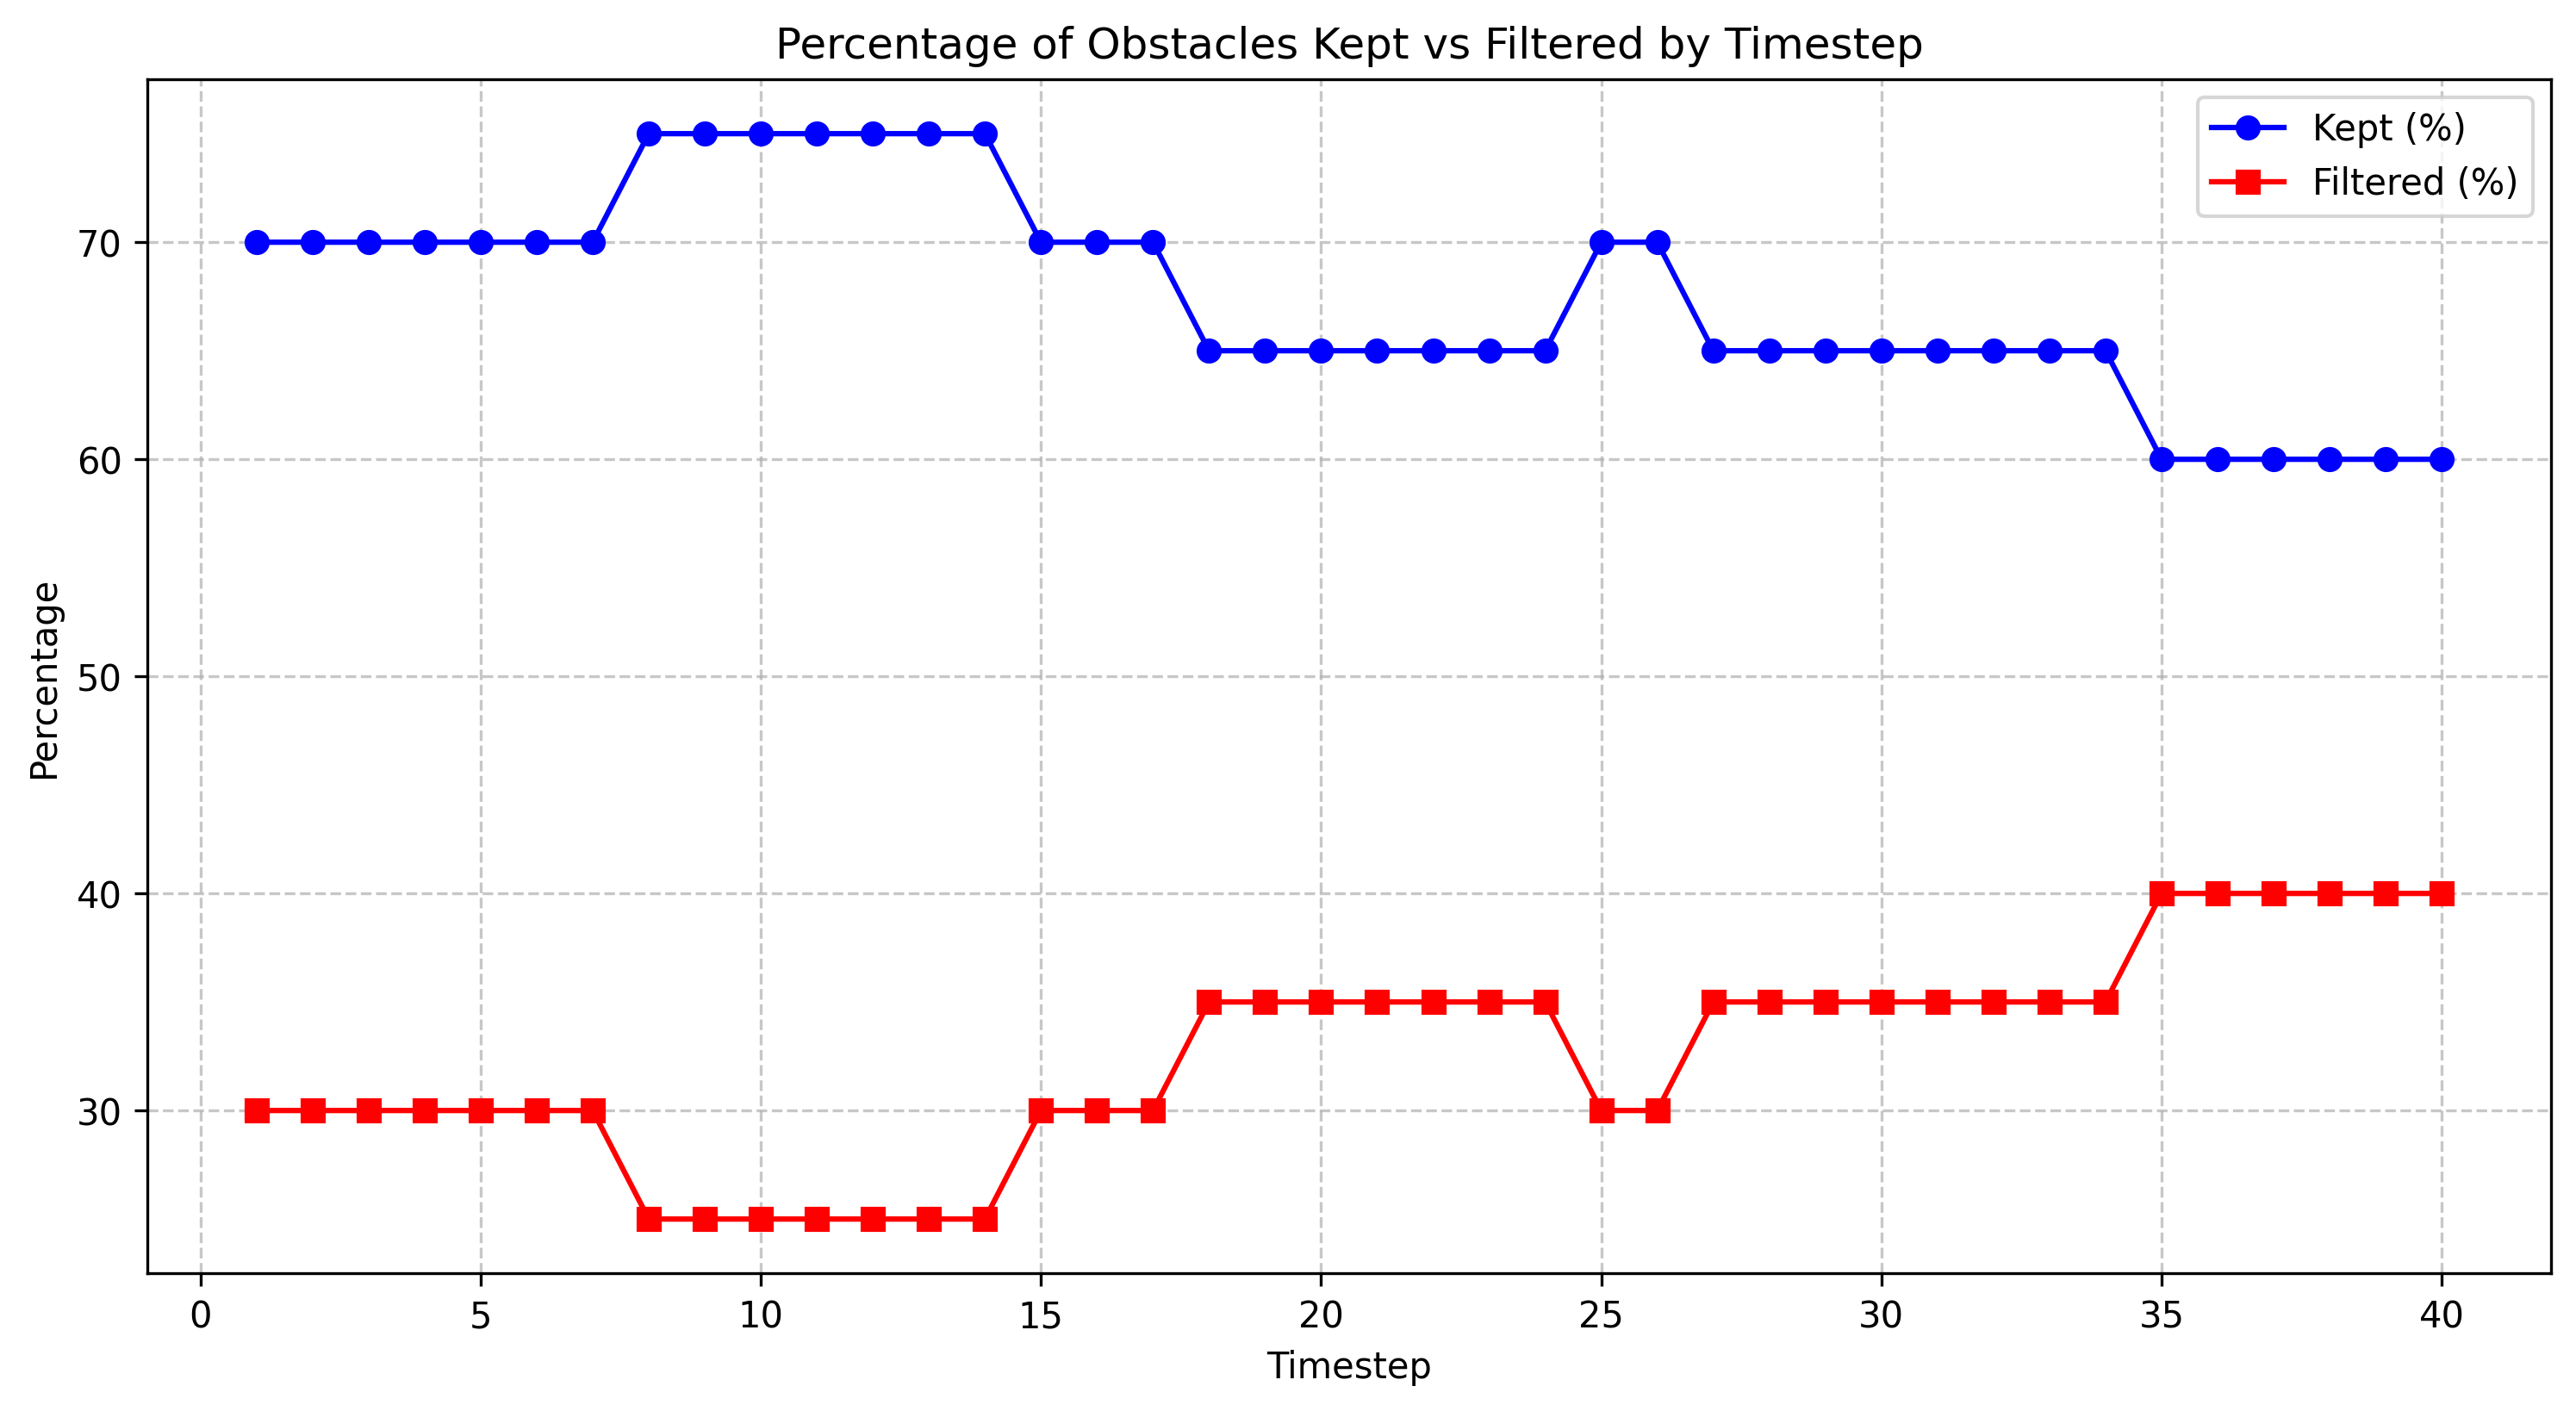 Percentage of Obstacles Kept vs Filtered by Timestep
Kept (%)
Filtered (%)
70
60
50
40
30
Percentage
0 5 10 15 20 25 30 35 40
Timestep